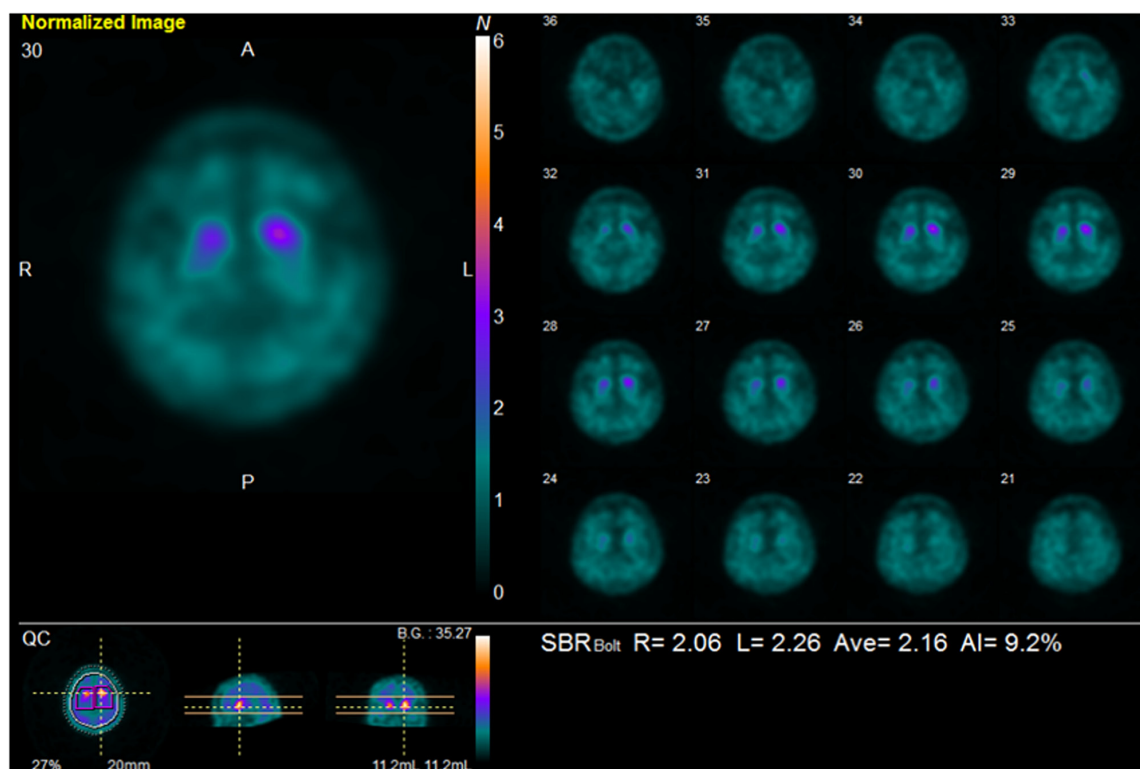 Normalized Image
30
A
N
6
5
4
3
2
1
0
R
L
P
36 35 34 33
32 31 30 29
28 27 26 25
24 23 22 21
QC
B.G. : 35.27
27% 20mm 11.2mL 11.2mL
SBR Bolt R= 2.06 L= 2.26 Ave= 2.16 AI= 9.2%